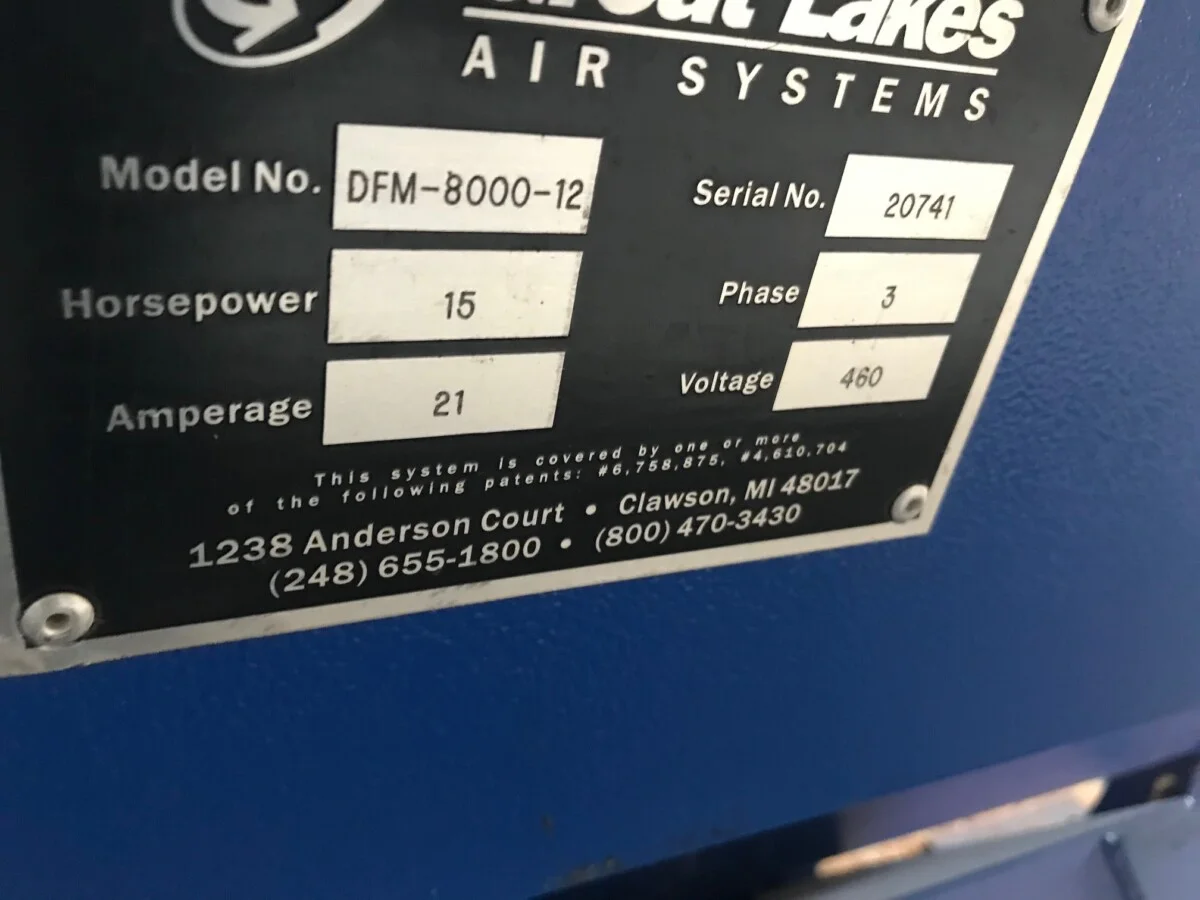 Great Lakes
AIR SYSTEMS
Model No. DFM-8000-12
Serial No. 20741
Horsepower 15
Phase 3
Amperage 21
Voltage 460
This system is covered by one or more
of the following patents: #6,758,875, #4,610,704
1238 Anderson Court • Clawson, MI 48017
(248) 655-1800 • (800) 470-3430